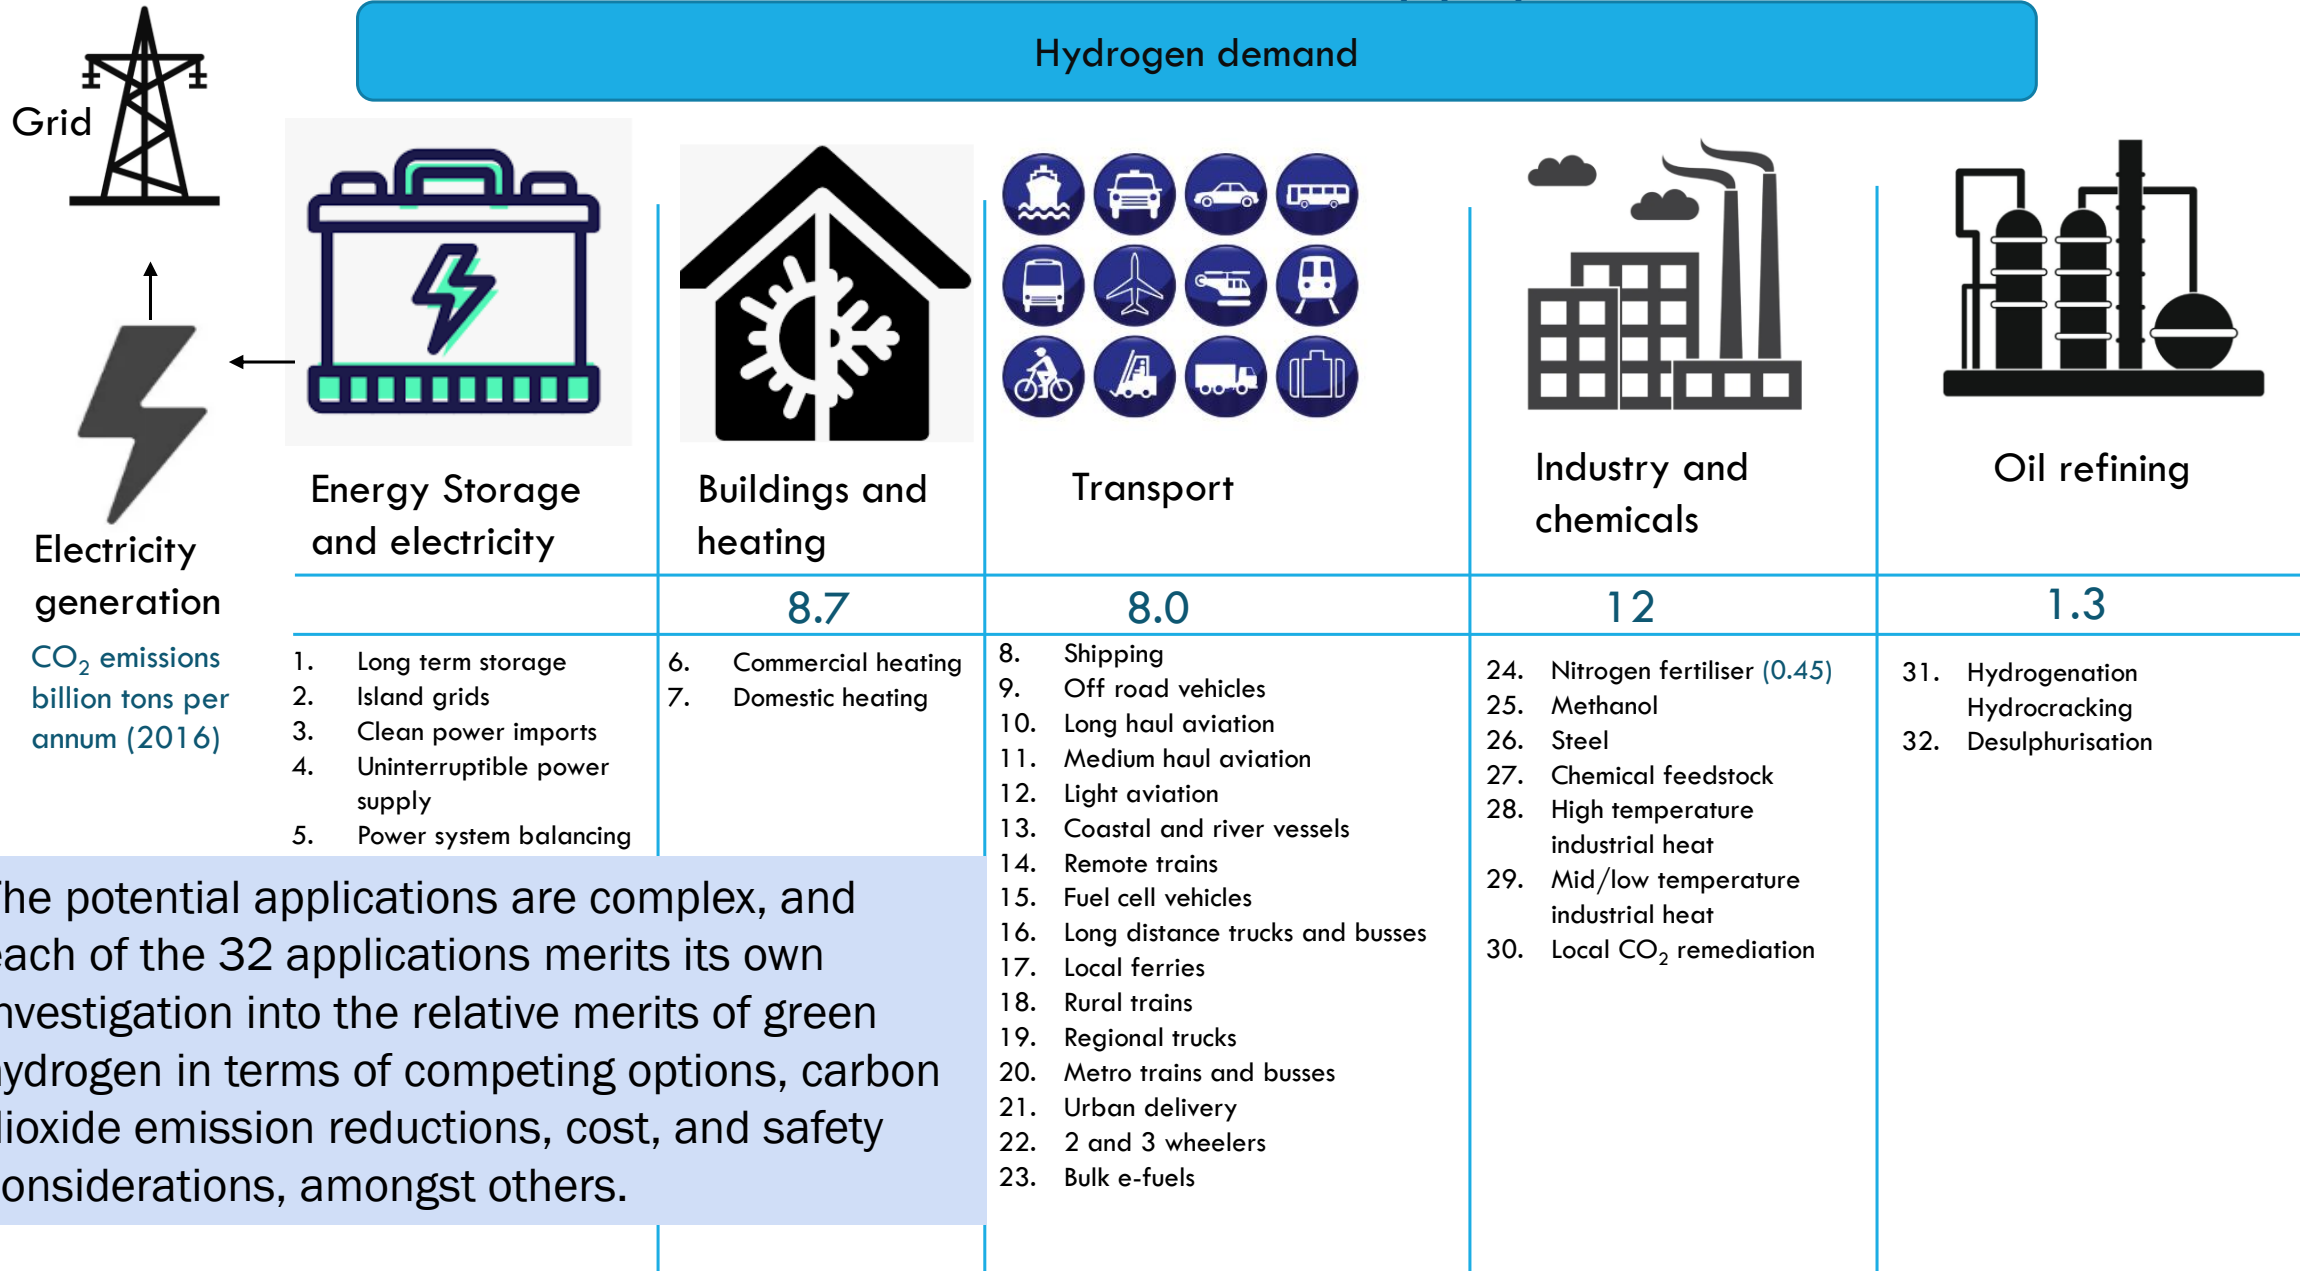 Hydrogen demand
Grid
Electricity
generation
CO₂ emissions
billion tons per
annum (2016)
Energy Storage
and electricity
1. Long term storage
2. Island grids
3. Clean power imports
4. Uninterruptible power
supply
5. Power system balancing
Buildings and
heating
8.7
6. Commercial heating
7. Domestic heating
Transport
8.0
8. Shipping
9. Off road vehicles
10. Long haul aviation
11. Medium haul aviation
12. Light aviation
13. Coastal and river vessels
14. Remote trains
15. Fuel cell vehicles
16. Long distance trucks and busses
17. Local ferries
18. Rural trains
19. Regional trucks
20. Metro trains and busses
21. Urban delivery
22. 2 and 3 wheelers
23. Bulk e-fuels
Industry and
chemicals
12
24. Nitrogen fertiliser (0.45)
25. Methanol
26. Steel
27. Chemical feedstock
28. High temperature
industrial heat
29. Mid/low temperature
industrial heat
30. Local CO₂ remediation
Oil refining
1.3
31. Hydrogenation
Hydrocracking
32. Desulphurisation
he potential applications are complex, and
each of the 32 applications merits its own
nvestigation into the relative merits of green
hydrogen in terms of competing options, carbon
lioxide emission reductions, cost, and safety
onsiderations, amongst others.